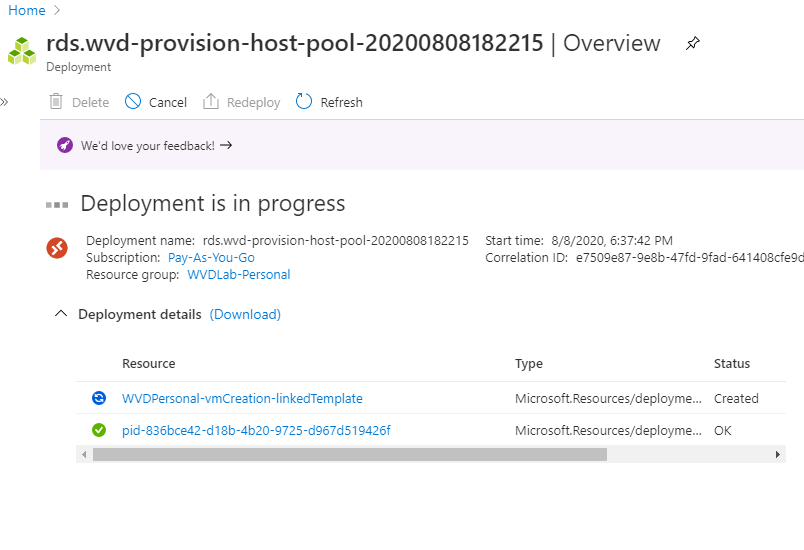 Home >
rds.wvd-provision-host-pool-20200808182215 | Overview
Deployment
»
Delete Cancel Redeploy Refresh
We'd love your feedback! →
Deployment is in progress
Deployment name: rds.wvd-provision-host-pool-20200808182215 Start time: 8/8/2020, 6:37:42 PM
Subscription: Pay-As-You-Go Correlation ID: e7509e87-9e8b-47fd-9fad-641408cfe9d
Resource group: WVDLab-Personal
Deployment details (Download)
Resource Type Status
WVDPersonal-vmCreation-linkedTemplate Microsoft.Resources/deployme... Created
pid-836bce42-d18b-4b20-9725-d967d519426f Microsoft.Resources/deployme... OK